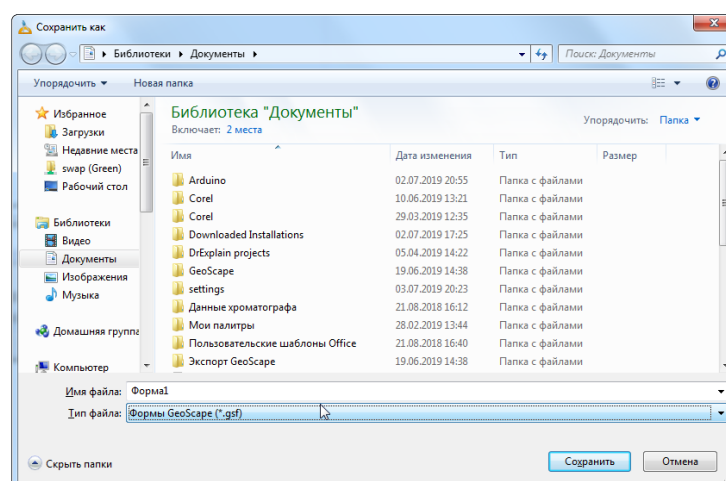 Сохранить как
Библиотеки ▸ Документы ▸
Поиск: Документы
Упорядочить ▼ Новая папка
Избранное
Загрузки
Недавние места
swap (Green)
Рабочий стол
Библиотеки
Видео
Документы
Изображения
Музыка
Домашняя группа
Компьютер
Библиотека "Документы"
Включает: 2 места
Упорядочить: Папка ▼
Имя Дата изменения Тип Размер
Arduino 02.07.2019 20:55 Папка с файлами
Corel 10.06.2019 13:21 Папка с файлами
Corel 29.03.2019 12:35 Папка с файлами
Downloaded Installations 02.07.2019 17:25 Папка с файлами
DrExplain projects 05.04.2019 14:22 Папка с файлами
GeoScape 19.06.2019 14:38 Папка с файлами
settings 03.07.2019 20:23 Папка с файлами
Данные хроматографа 21.08.2018 16:12 Папка с файлами
Мои палитры 28.02.2019 13:44 Папка с файлами
Пользовательские шаблоны Office 21.08.2018 16:40 Папка с файлами
Экспорт GeoScape 19.06.2019 14:38 Папка с файлами
Имя файла: Форма1
Тип файла: Формы GeoScape (*.gsf)
Скрыть папки
Сохранить Отмена